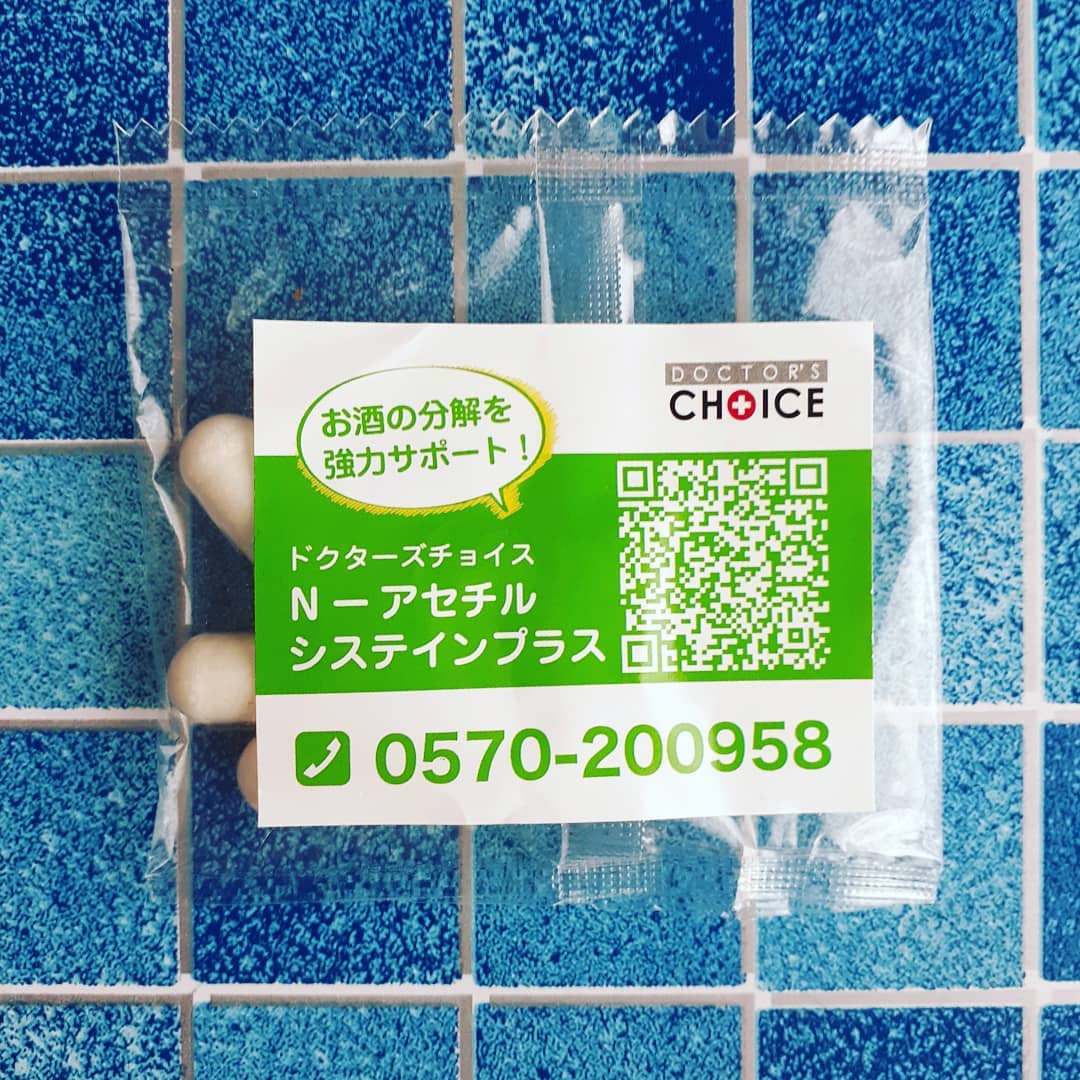 お酒の分解を
強力サポート！
DOCTOR'S
CHOICE
ドクターズチョイス
N－アセチル
システインプラス
0570-200958